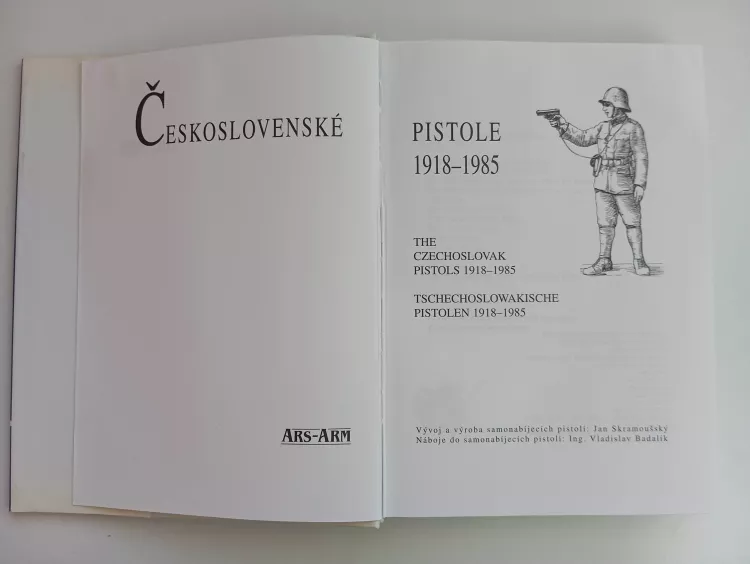 ČESKOSLOVENSKÉ
ARS-ARM
PISTOLE
1918–1985
THE
CZECHOSLOVAK
PISTOLS 1918–1985
TSCHECHOSLOWAKISCHE
PISTOLEN 1918–1985
Vývoj a výroba samonabíjecích pistolí: Jan Skramoušský
Náboje do samonabíjecích pistolí: Ing. Vladislav Badalík